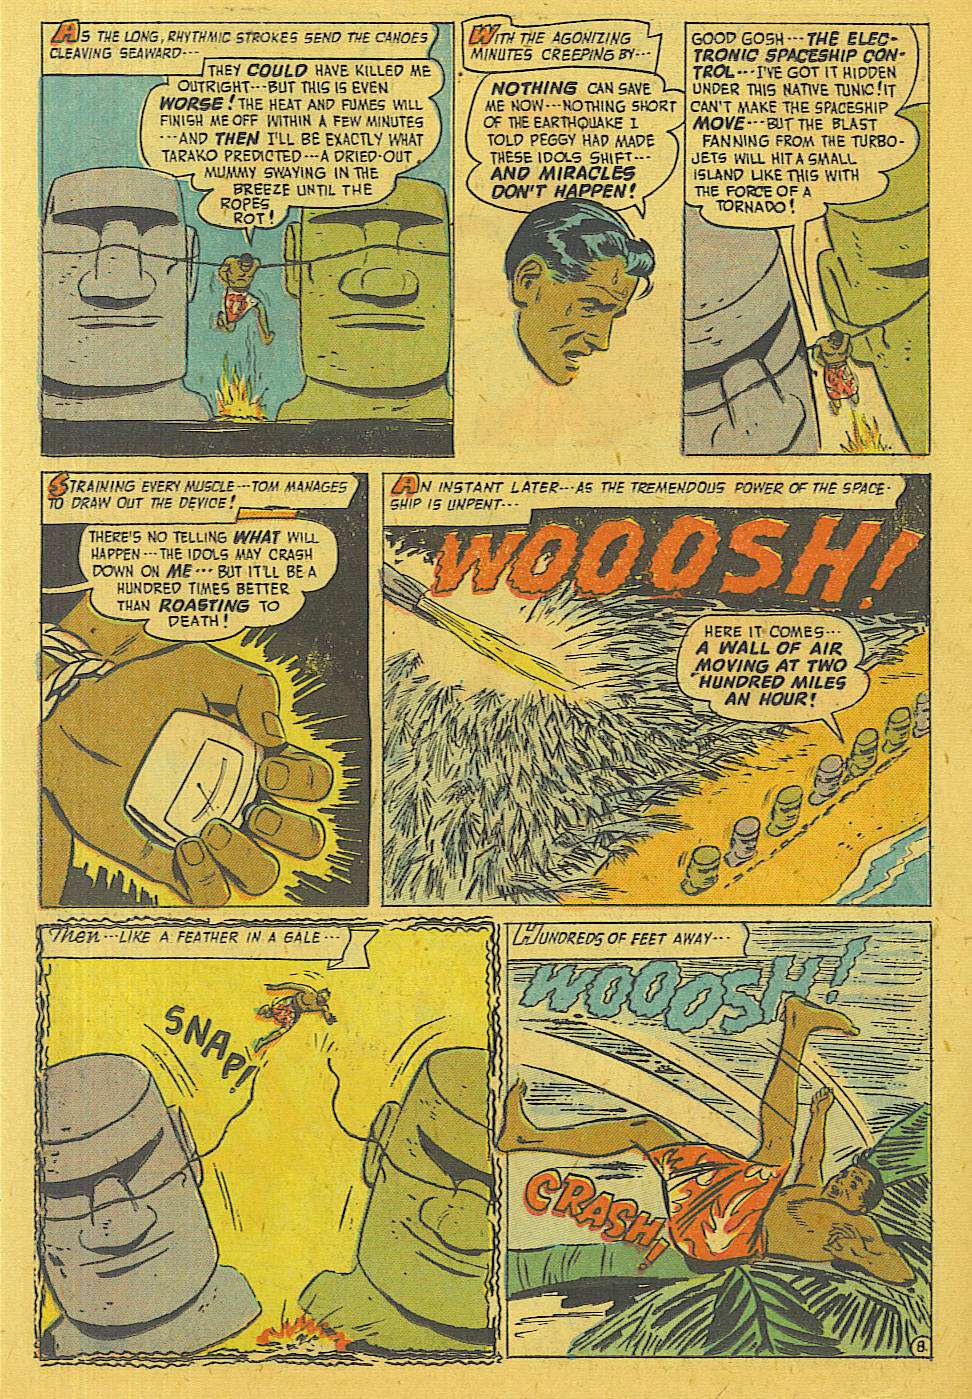 AS THE LONG, RHYTHMIC STROKES SEND THE CANOES
CLEAVING SEAWARD---
THEY COULD HAVE KILLED ME
OUTRIGHT---BUT THIS IS EVEN
WORSE! THE HEAT AND FUMES WILL
FINISH ME OFF WITHIN A FEW MINUTES
---AND THEN I'LL BE EXACTLY WHAT
TARAKO PREDICTED---A DRIED-OUT
MUMMY SWAYING IN THE
BREEZE UNTIL THE
ROPES
ROT!
WITH THE AGONIZING
MINUTES CREEPING BY---
NOTHING CAN SAVE
ME NOW---NOTHING SHORT
OF THE EARTHQUAKE I
TOLD PEGGY HAD MADE
THESE IDOLS SHIFT---
AND MIRACLES
DON'T HAPPEN!
GOOD GOSH---THE ELEC-
TRONIC SPACESHIP CON-
TROL---I'VE GOT IT HIDDEN
UNDER THIS NATIVE TUNIC! IT
CAN'T MAKE THE SPACESHIP
MOVE---BUT THE BLAST
FANNING FROM THE TURBO-
JETS WILL HIT A SMALL
ISLAND LIKE THIS WITH
THE FORCE OF A
TORNADO!
STRAINING EVERY MUSCLE---TOM MANAGES
TO DRAW OUT THE DEVICE!
THERE'S NO TELLING WHAT WILL
HAPPEN---THE IDOLS MAY CRASH
DOWN ON ME---BUT IT'LL BE A
HUNDRED TIMES BETTER
THAN ROASTING TO
DEATH!
AN INSTANT LATER---AS THE TREMENDOUS POWER OF THE SPACE-
SHIP IS UNPENT---
WOOOSH!
HERE IT COMES---
A WALL OF AIR
MOVING AT TWO
HUNDRED MILES
AN HOUR!
Then---LIKE A FEATHER IN A GALE---
SNAP!
HUNDREDS OF FEET AWAY---
WOOOSH!
CRASH!
8